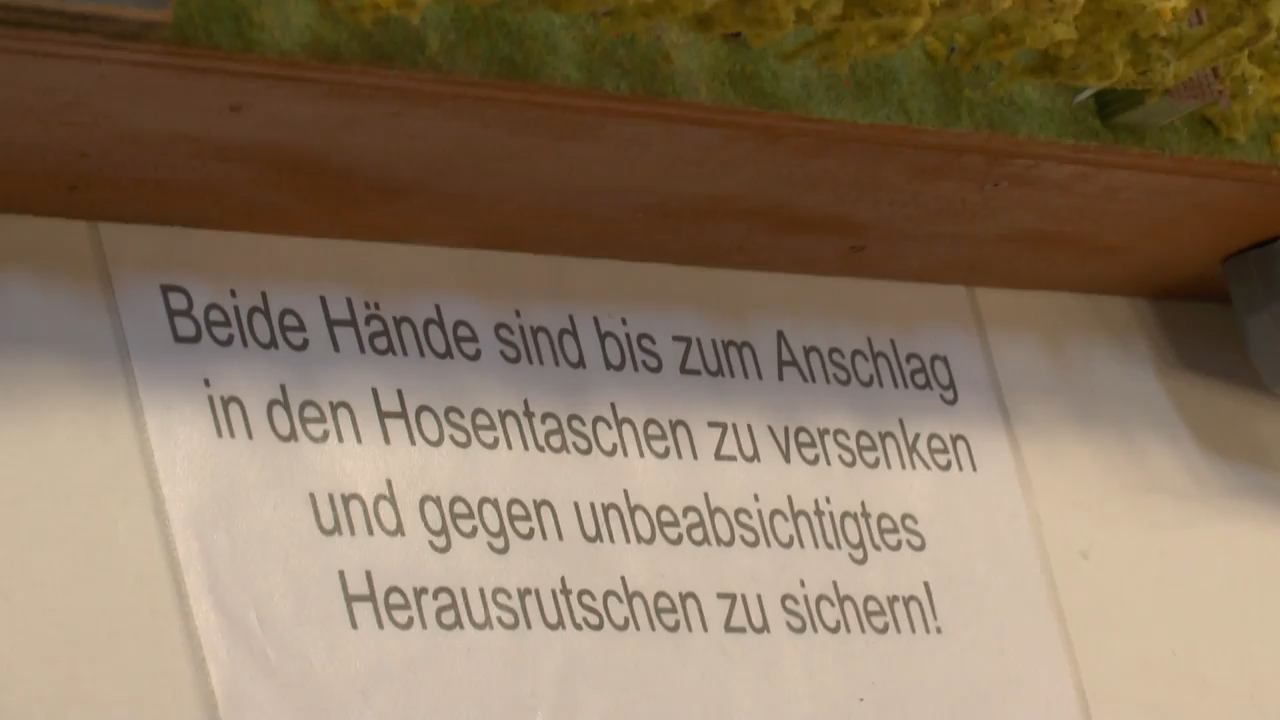 Beide Hände sind bis zum Anschlag
in den Hosentaschen zu versenken
und gegen unbeabsichtigtes
Herausrutschen zu sichern!